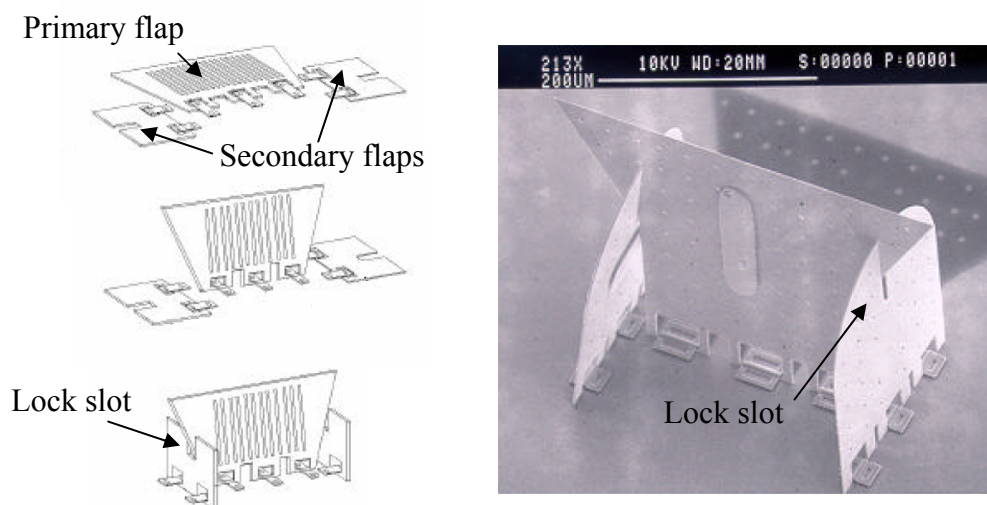 Primary flap
Secondary flaps
Lock slot
213X 10KV WD:20MM S:00000 P:00001
200UM
Lock slot